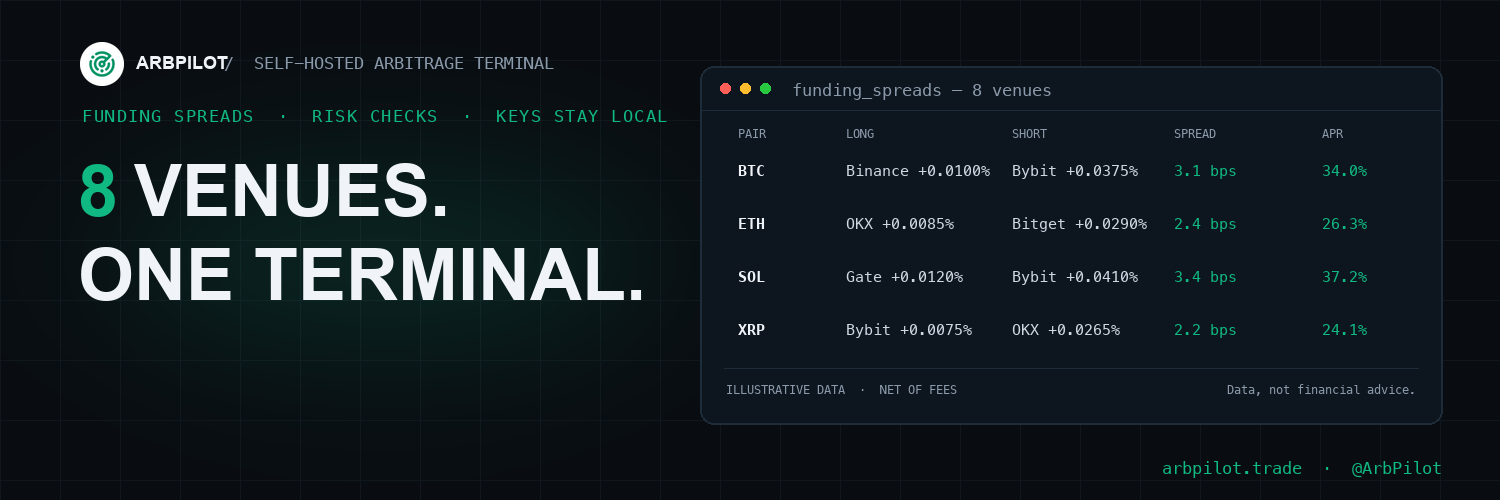 ARBPILOT/ SELF-HOSTED ARBITRAGE TERMINAL
FUNDING SPREADS · RISK CHECKS · KEYS STAY LOCAL
8 VENUES.
ONE TERMINAL.
funding_spreads — 8 venues
PAIR LONG SHORT SPREAD APR
BTC Binance +0.0100% Bybit +0.0375% 3.1 bps 34.0%
ETH OKX +0.0085% Bitget +0.0290% 2.4 bps 26.3%
SOL Gate +0.0120% Bybit +0.0410% 3.4 bps 37.2%
XRP Bybit +0.0075% OKX +0.0265% 2.2 bps 24.1%
ILLUSTRATIVE DATA · NET OF FEES Data, not financial advice.
arbpilot.trade · @ArbPilot